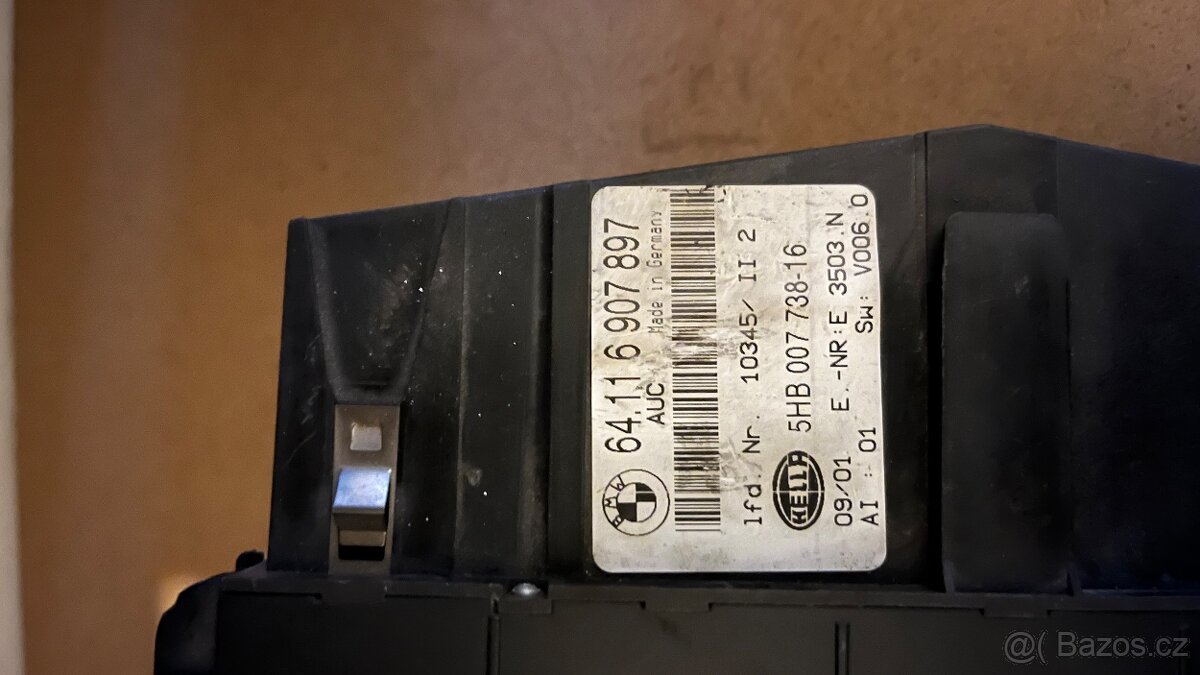 BMW
64.11 6 907 897
AUC Made in Germany
lfd. Nr. 10345/ II 2
HELLA 5HB 007 738-16
09/01 E.-NR:E 3503.N
AI : 01 SW: V006.0
@( Bazos.cz